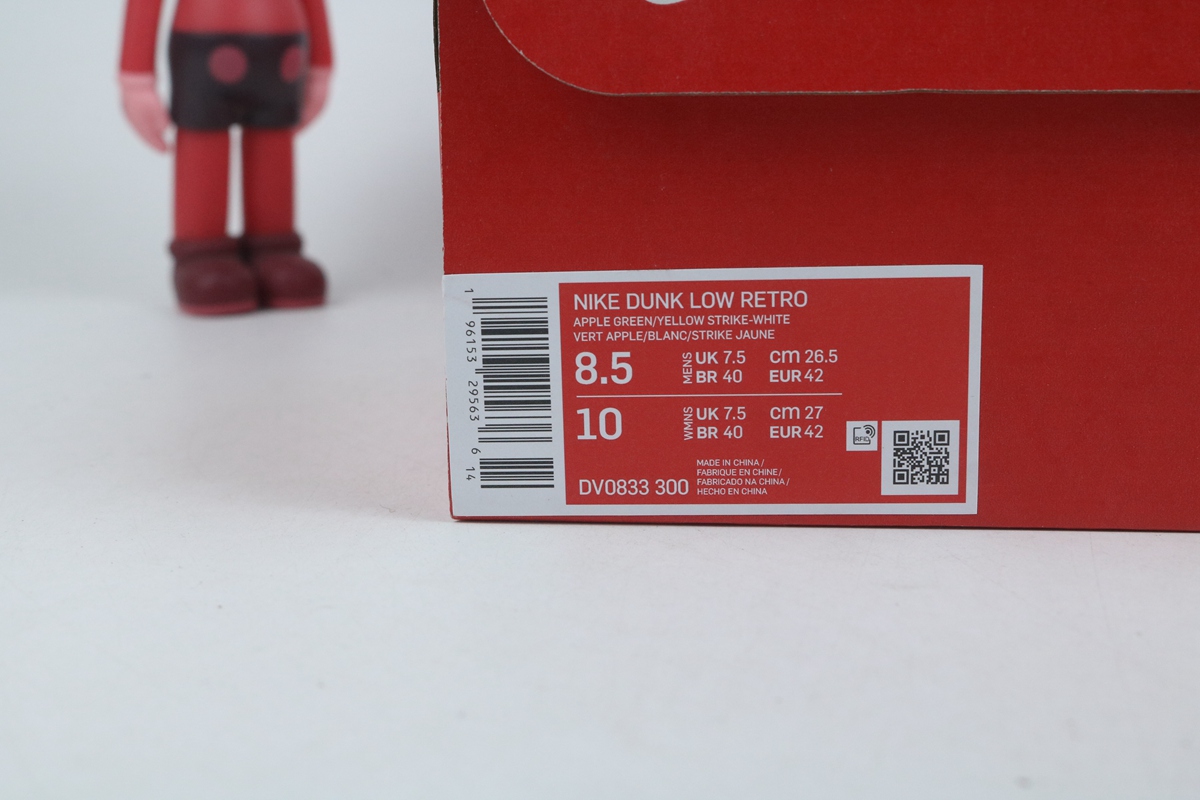 NIKE DUNK LOW RETRO
APPLE GREEN/YELLOW STRIKE-WHITE
VERT APPLE/BLANC/STRIKE JAUNE
8.5 MENS UK 7.5 cm 26.5
BR 40 EUR 42
10 WMNS UK 7.5 cm 27
BR 40 EUR 42
RFID
DV0833 300
MADE IN CHINA /
FABRIQUE EN CHINE/
FABRICADO NA CHINA /
HECHO EN CHINA
1 96153 29563 6 14